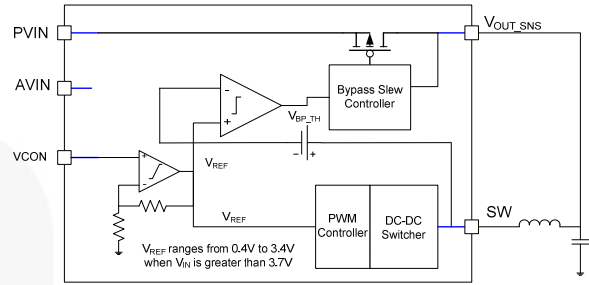 PVIN
VOUT_SNS
AVIN
Bypass Slew
Controller
-
+
VBP_TH
- +
VCON
+
-
VREF
VREF
PWM
Controller
DC-DC
Switcher
SW
VREF ranges from 0.4V to 3.4V
when VIN is greater than 3.7V